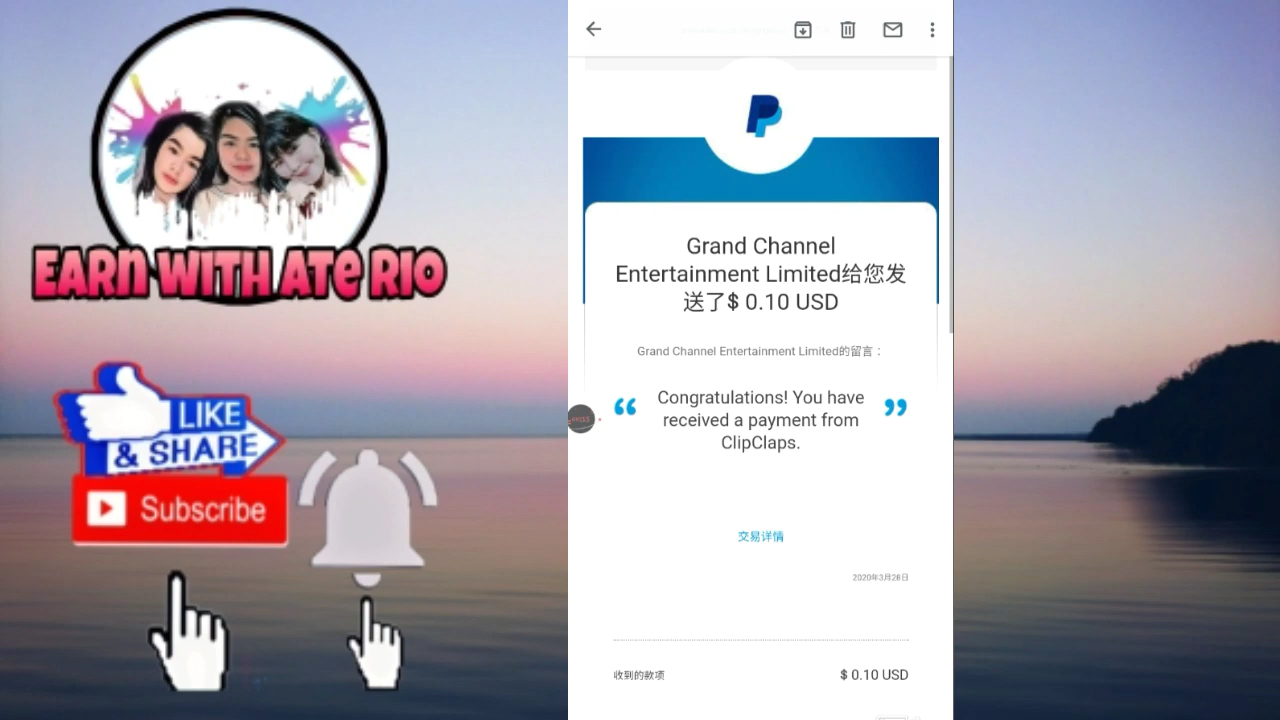 EARN WITH ATE RIO
LIKE
& SHARE
Subscribe
Grand Channel
Entertainment Limited给您发
送了$ 0.10 USD
Grand Channel Entertainment Limited的留言：
“ Congratulations! You have
received a payment from
ClipClaps. ”
交易详情
2020年3月28日
收到的款项
$ 0.10 USD